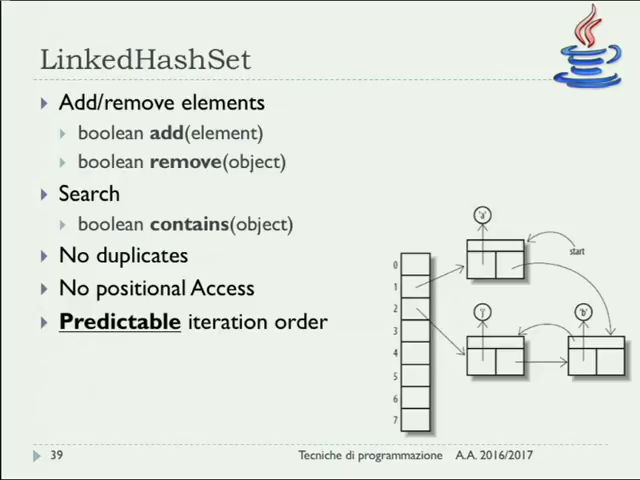 LinkedHashSet
Add/remove elements
boolean add(element)
boolean remove(object)
Search
boolean contains(object)
No duplicates
No positional Access
Predictable iteration order
'a'
start
0
1
2
3
4
5
6
7
'j'
'b'
39
Tecniche di programmazione A.A. 2016/2017